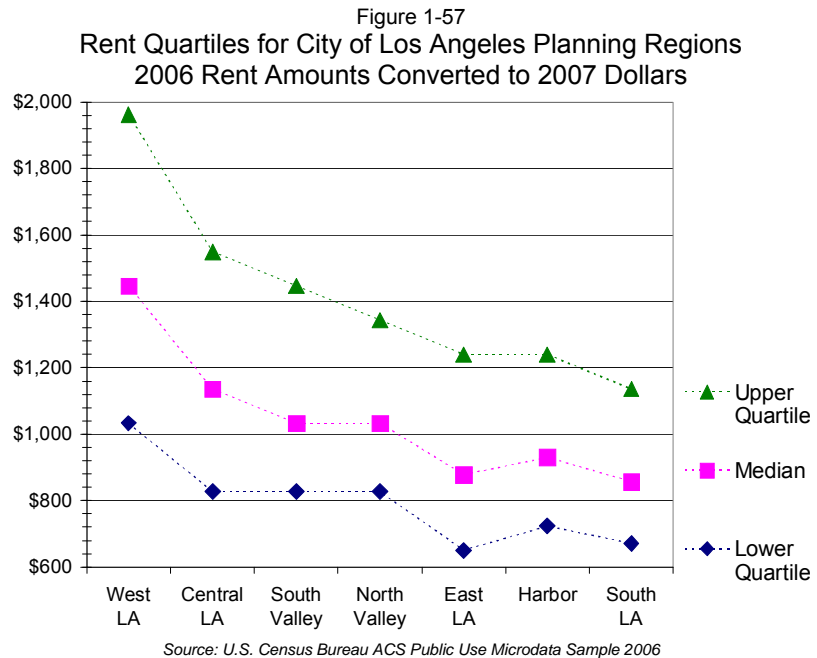 Figure 1-57
Rent Quartiles for City of Los Angeles Planning Regions
2006 Rent Amounts Converted to 2007 Dollars
$2,000
$1,800
$1,600
$1,400
$1,200
$1,000
$800
$600
Upper
Quartile
Median
Lower
Quartile
West
LA
Central
LA
South
Valley
North
Valley
East
LA
Harbor
South
LA
Source: U.S. Census Bureau ACS Public Use Microdata Sample 2006